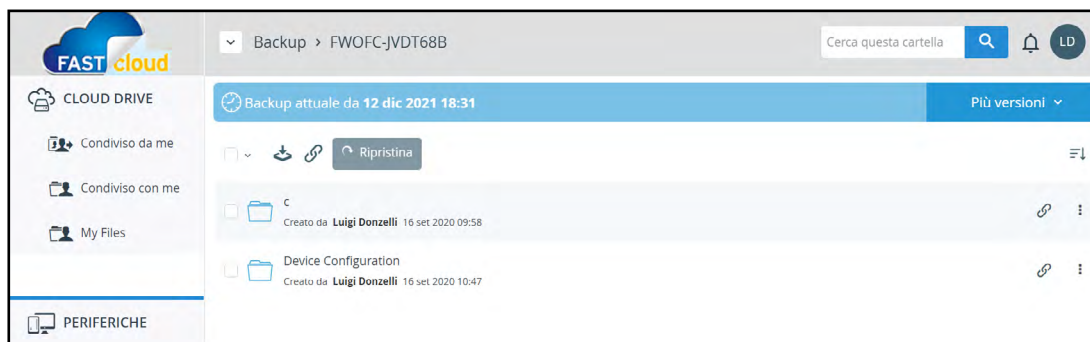 FAST cloud
Backup > FWOFC-JVDT68B
Cerca questa cartella
LD
CLOUD DRIVE
Condiviso da me
Condiviso con me
My Files
PERIFERICHE
Backup attuale da 12 dic 2021 18:31
Più versioni
Ripristina
c
Creato da Luigi Donzelli 16 set 2020 09:58
Device Configuration
Creato da Luigi Donzelli 16 set 2020 10:47